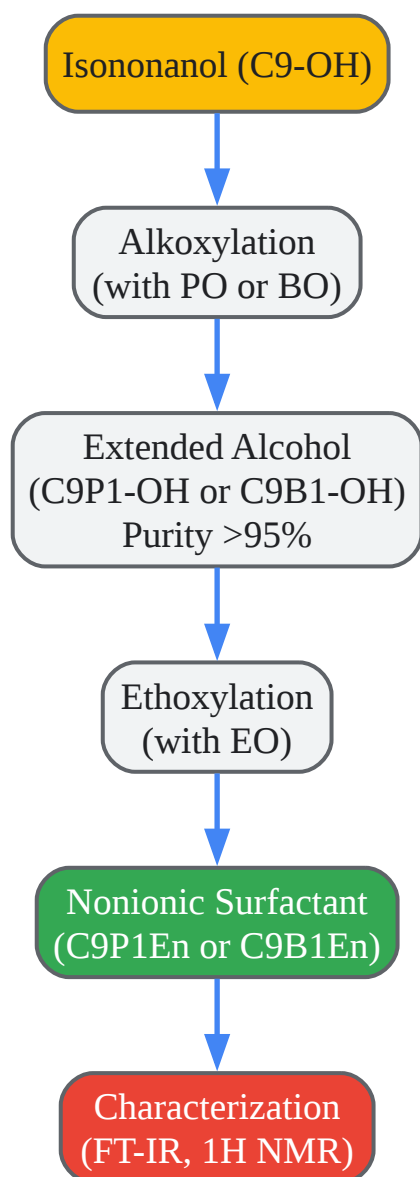 Isononanol (C9-OH)
Alkoxylation
(with PO or BO)
Extended Alcohol
(C9P1-OH or C9B1-OH)
Purity >95%
Ethoxylation
(with EO)
Nonionic Surfactant
(C9P1En or C9B1En)
Characterization
(FT-IR, 1H NMR)